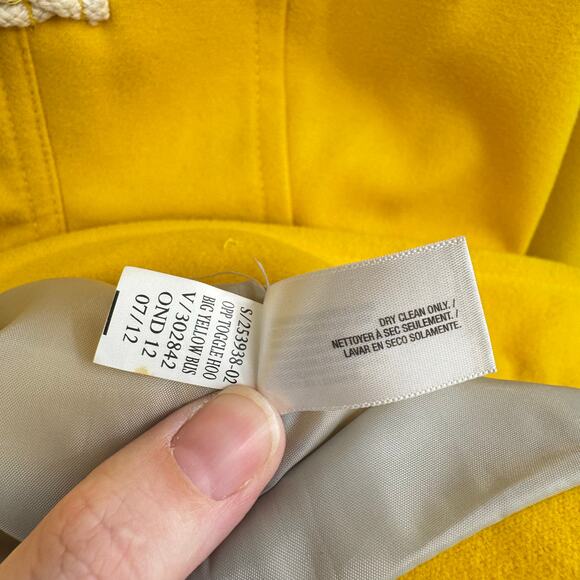 S/253938-02
OPP TOGGLE HOO
BIG YELLOW BUS
V/302842
OND 12
07/12
DRY CLEAN ONLY. /
NETTOYER À SEC SEULEMENT. /
LAVAR EN SECO SOLAMENTE.